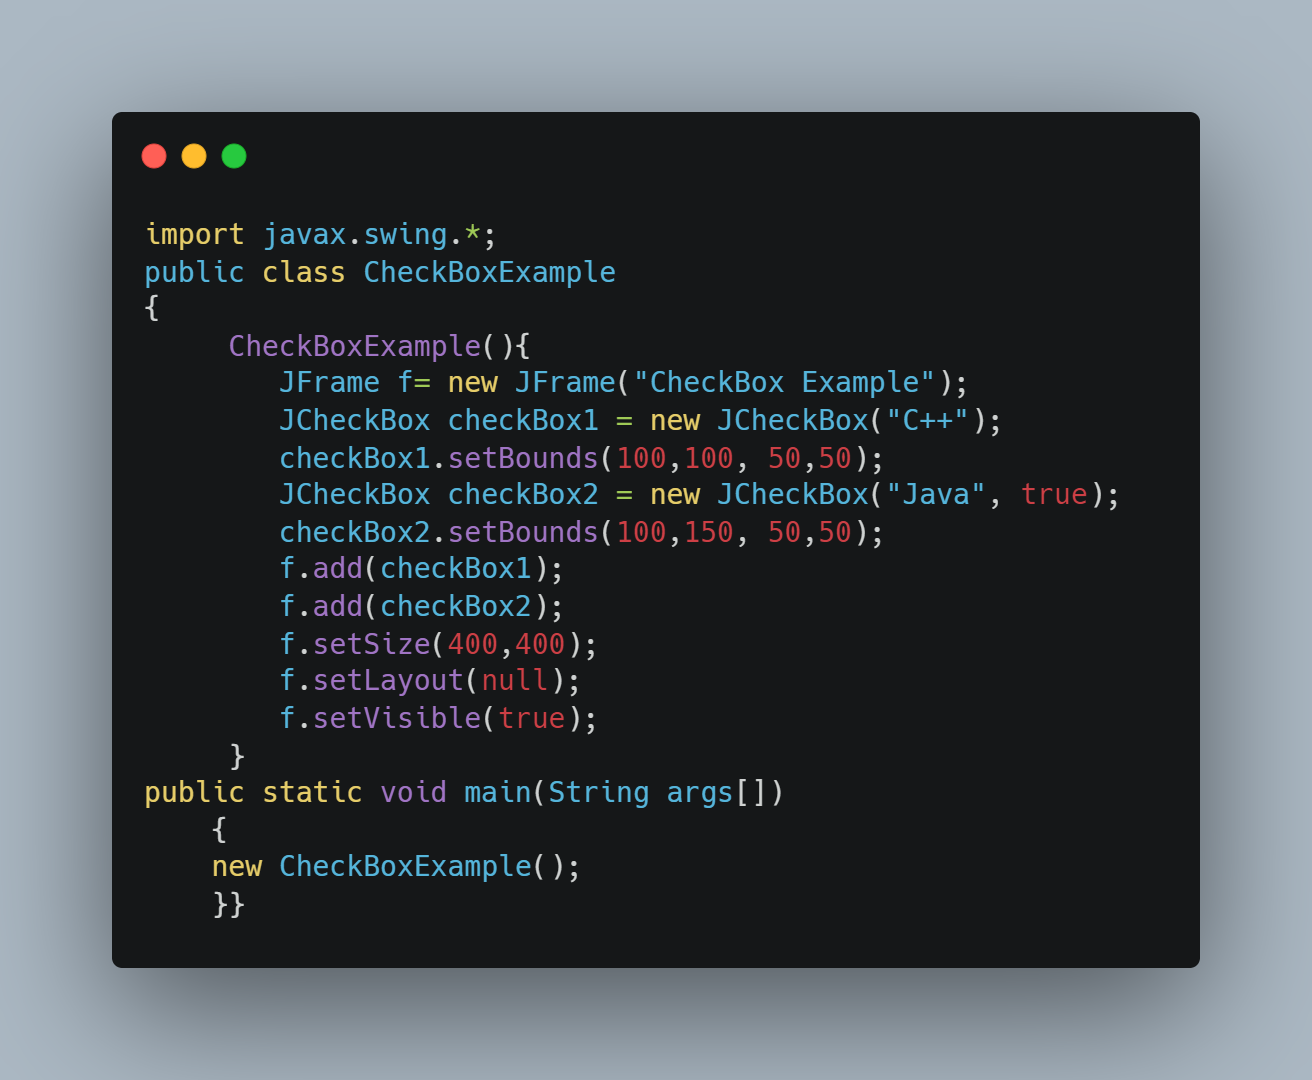 import javax.swing.*;
public class CheckBoxExample
{
     CheckBoxExample(){
        JFrame f= new JFrame("CheckBox Example");
        JCheckBox checkBox1 = new JCheckBox("C++");
        checkBox1.setBounds(100,100, 50,50);
        JCheckBox checkBox2 = new JCheckBox("Java", true);
        checkBox2.setBounds(100,150, 50,50);
        f.add(checkBox1);
        f.add(checkBox2);
        f.setSize(400,400);
        f.setLayout(null);
        f.setVisible(true);
     }
public static void main(String args[])
    {
    new CheckBoxExample();
    }}